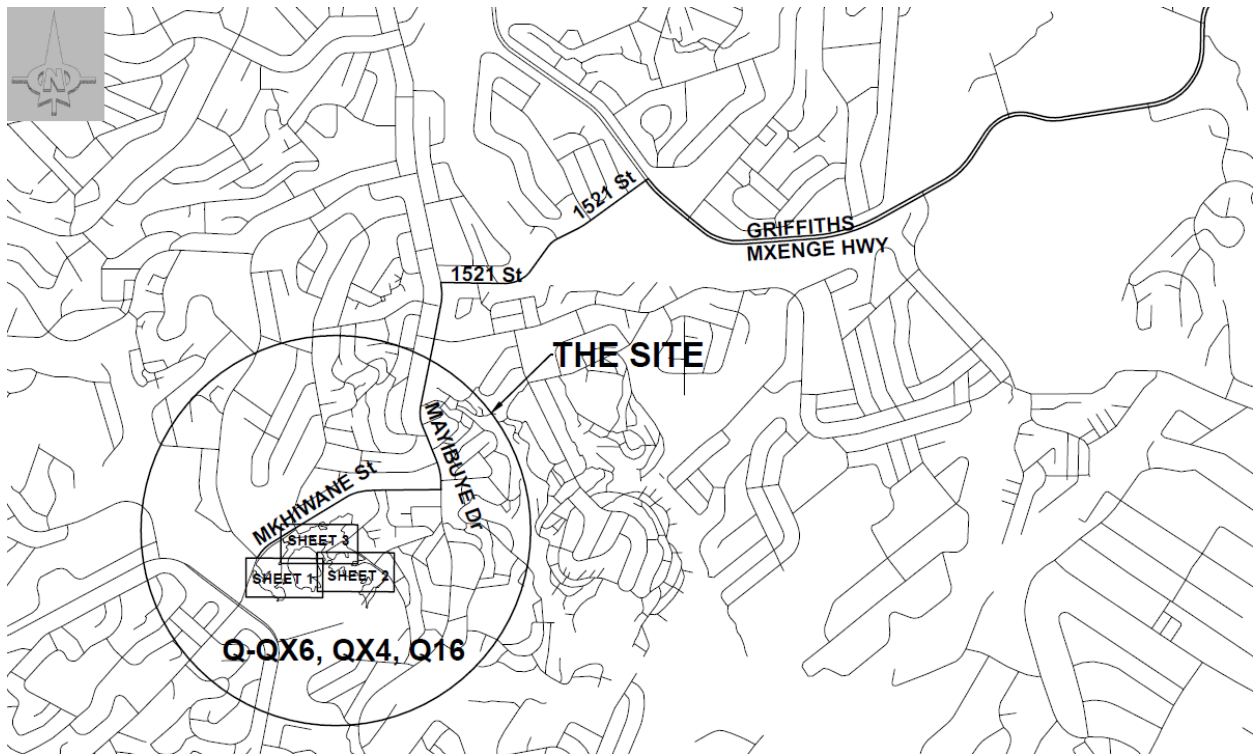 N
1521 St
GRIFFITHS
MXENGE HWY
1521 St
THE SITE
MAYIBUYE Dr
MKHIWANE St
SHEET 3
SHEET 1
SHEET 2
Q-QX6, QX4, Q16